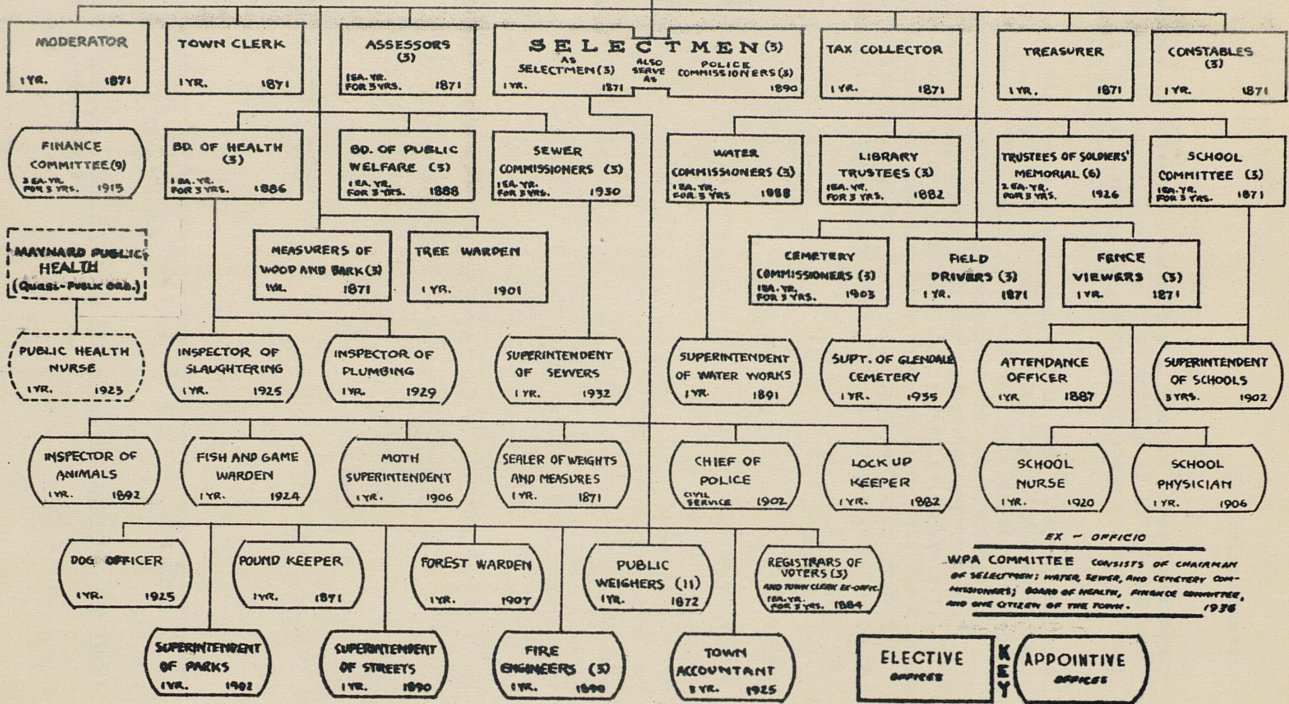 MODERATOR
1 YR. 1871
TOWN CLERK
1 YR. 1871
ASSESSORS
(3)
1 EA. YR.
FOR 3 YRS. 1871
SELECTMEN (3)
AS
SELECTMEN (3)
1 YR. 1871
ALSO
SERVE
AS
POLICE
COMMISSIONERS (3)
1890
TAX COLLECTOR
1 YR. 1871
TREASURER
1 YR. 1871
CONSTABLES
(3)
1 YR. 1871
FINANCE
COMMITTEE (9)
3 EA. YR.
FOR 3 YRS. 1915
BD. OF HEALTH
(3)
1 EA. YR.
FOR 3 YRS. 1886
BD. OF PUBLIC
WELFARE (3)
1 EA. YR.
FOR 3 YRS. 1888
SEWER
COMMISSIONERS (3)
1 EA. YR.
FOR 3 YRS. 1930
WATER
COMMISSIONERS (3)
1 EA. YR.
FOR 3 YRS. 1888
LIBRARY
TRUSTEES (3)
1 EA. YR.
FOR 3 YRS. 1882
TRUSTEES OF SOLDIERS'
MEMORIAL (6)
2 EA. YR.
FOR 3 YRS. 1926
SCHOOL
COMMITTEE (3)
1 EA. YR.
FOR 3 YRS. 1871
MAYNARD PUBLIC
HEALTH
(QUASI-PUBLIC ORG.)
MEASURERS OF
WOOD AND BARK (3)
1 YR. 1871
TREE WARDEN
1 YR. 1901
CEMETERY
COMMISSIONERS (3)
1 EA. YR.
FOR 3 YRS. 1903
FIELD
DRIVERS (3)
1 YR. 1871
FENCE
VIEWERS (3)
1 YR. 1871
PUBLIC HEALTH
NURSE
1 YR. 1923
INSPECTOR OF
SLAUGHTERING
1 YR. 1925
INSPECTOR OF
PLUMBING
1 YR. 1929
SUPERINTENDENT
OF SEWERS
1 YR. 1932
SUPERINTENDENT
OF WATER WORKS
1 YR. 1891
SUPT. OF GLENDALE
CEMETERY
1 YR. 1935
ATTENDANCE
OFFICER
1 YR 1887
SUPERINTENDENT
OF SCHOOLS
3 YRS. 1902
INSPECTOR OF
ANIMALS
1 YR. 1892
FISH AND GAME
WARDEN
1 YR. 1924
MOTH
SUPERINTENDENT
1 YR. 1906
SEALER OF WEIGHTS
AND MEASURES
1 YR. 1871
CHIEF OF
POLICE
CIVIL
SERVICE 1902
LOCK UP
KEEPER
1 YR. 1882
SCHOOL
NURSE
1 YR. 1920
SCHOOL
PHYSICIAN
1 YR. 1906
DOG OFFICER
1 YR. 1925
POUND KEEPER
1 YR. 1871
FOREST WARDEN
1 YR. 1907
PUBLIC
WEIGHERS (11)
1 YR. 1872
REGISTRARS OF
VOTERS (3)
AND TOWN CLERK EX-OFFIC.
1 EA. YR.
FOR 3 YRS. 1884
EX - OFFICIO
WPA COMMITTEE CONSISTS OF CHAIRMAN
OF SELECTMEN; WATER, SEWER, AND CEMETERY COM-
MISSIONERS; BOARD OF HEALTH, FINANCE COMMITTEE,
AND ONE CITIZEN OF THE TOWN. 1936
SUPERINTENDENT
OF PARKS
1 YR. 1902
SUPERINTENDENT
OF STREETS
1 YR. 1890
FIRE
ENGINEERS (3)
1 YR. 1890
TOWN
ACCOUNTANT
3 YR. 1925
ELECTIVE
OFFICES
KEY
APPOINTIVE
OFFICES